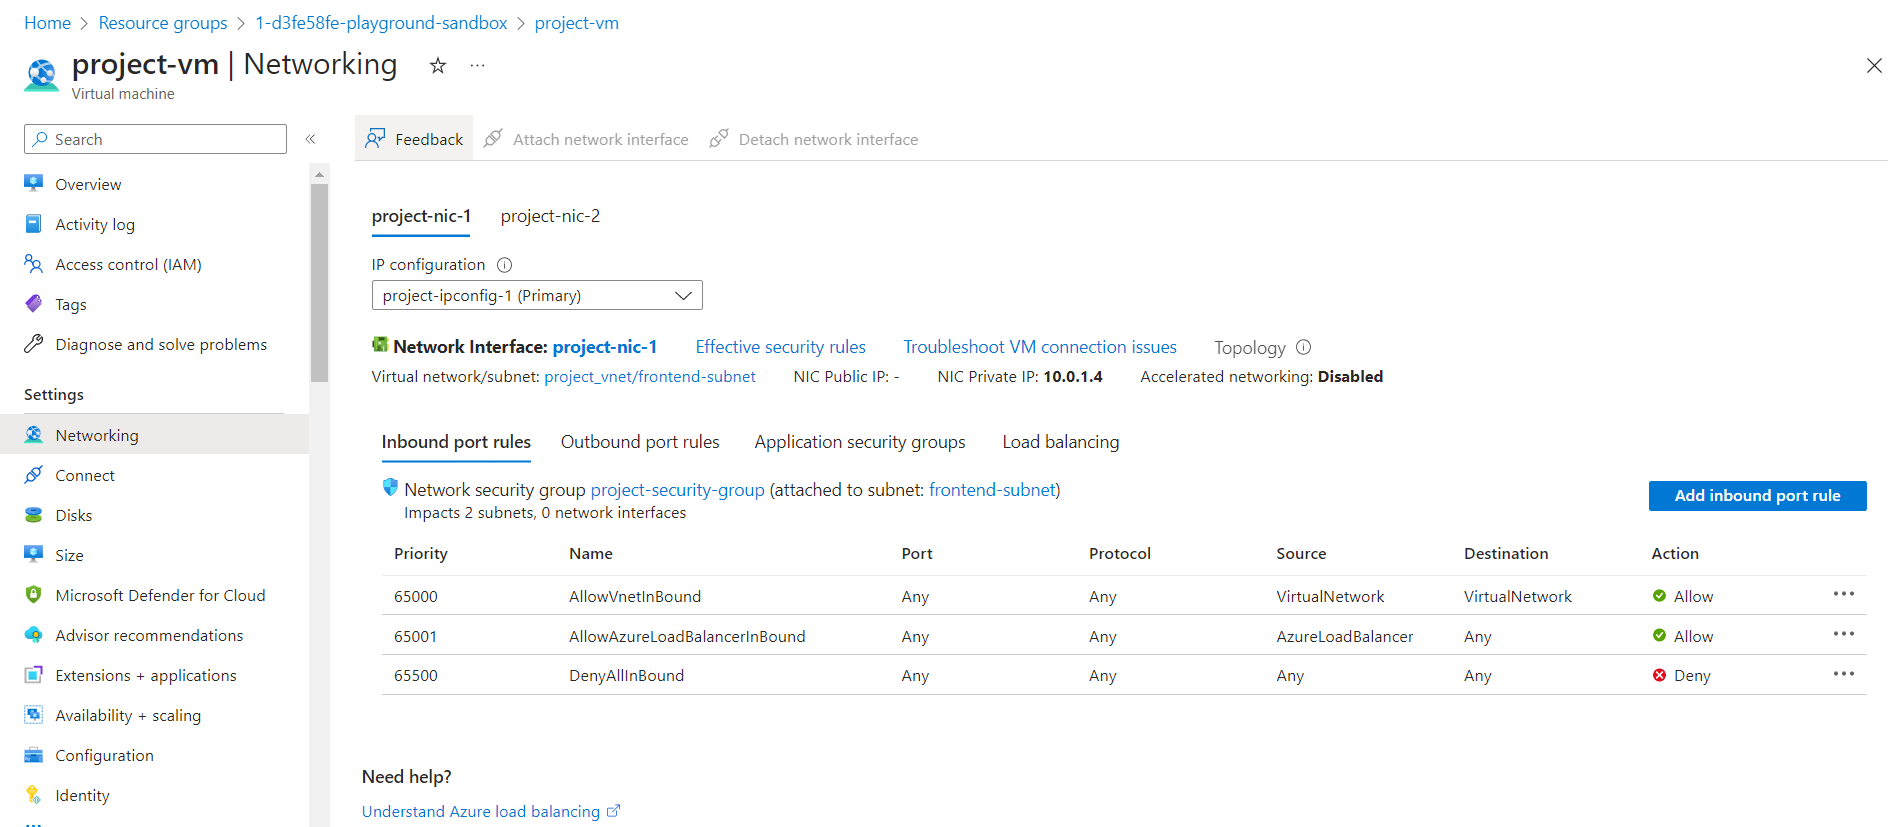 Home > Resource groups > 1-d3fe58fe-playground-sandbox > project-vm
project-vm | Networking
Virtual machine
Search
Overview
Activity log
Access control (IAM)
Tags
Diagnose and solve problems
Settings
Networking
Connect
Disks
Size
Microsoft Defender for Cloud
Advisor recommendations
Extensions + applications
Availability + scaling
Configuration
Identity
Feedback Attach network interface Detach network interface
project-nic-1 project-nic-2
IP configuration
project-ipconfig-1 (Primary)
Network Interface: project-nic-1 Effective security rules Troubleshoot VM connection issues Topology
Virtual network/subnet: project_vnet/frontend-subnet NIC Public IP: - NIC Private IP: 10.0.1.4 Accelerated networking: Disabled
Inbound port rules Outbound port rules Application security groups Load balancing
Network security group project-security-group (attached to subnet: frontend-subnet)
Impacts 2 subnets, 0 network interfaces
Add inbound port rule
Priority Name Port Protocol Source Destination Action
65000 AllowVnetInBound Any Any VirtualNetwork VirtualNetwork Allow
65001 AllowAzureLoadBalancerInBound Any Any AzureLoadBalancer Any Allow
65500 DenyAllInBound Any Any Any Any Deny
Need help?
Understand Azure load balancing